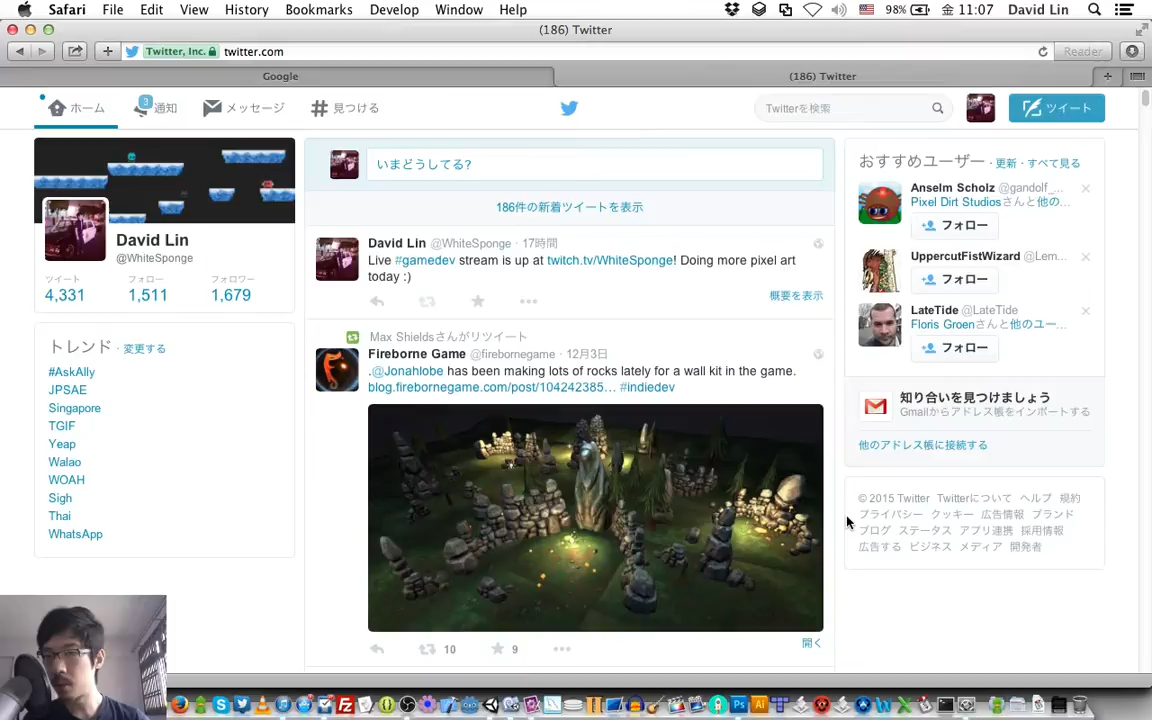 Safari File Edit View History Bookmarks Develop Window Help 98% 金 11:07 David Lin
(186) Twitter
Twitter, Inc. twitter.com Reader
Google (186) Twitter
ホーム 3 通知 メッセージ 見つける Twitterを検索 ツイート
David Lin
@WhiteSponge
ツイート フォロー フォロワー
4,331 1,511 1,679
トレンド · 変更する
#AskAlly
JPSAE
Singapore
TGIF
Yeap
Walao
WOAH
Sigh
Thai
WhatsApp
いまどうしてる?
186件の新着ツイートを表示
David Lin @WhiteSponge · 17時間
Live #gamedev stream is up at twitch.tv/WhiteSponge! Doing more pixel art
today :)
概要を表示
Max Shieldsさんがリツイート
Fireborne Game @firebornegame · 12月3日
.@Jonahlobe has been making lots of rocks lately for a wall kit in the game.
blog.firebornegame.com/post/104242385... #indiedev
開く
10 9
おすすめユーザー · 更新 · すべて見る
Anselm Scholz @gandolf_...
Pixel Dirt Studiosさんと他の...
フォロー
UppercutFistWizard @Lem...
フォロー
LateTide @LateTide
Floris Groenさんと他のユー...
フォロー
知り合いを見つけましょう
Gmailからアドレス帳をインポートする
他のアドレス帳に接続する
© 2015 Twitter Twitterについて ヘルプ 規約
プライバシー クッキー 広告情報 ブランド
ブログ ステータス アプリ連携 採用情報
広告する ビジネス メディア 開発者